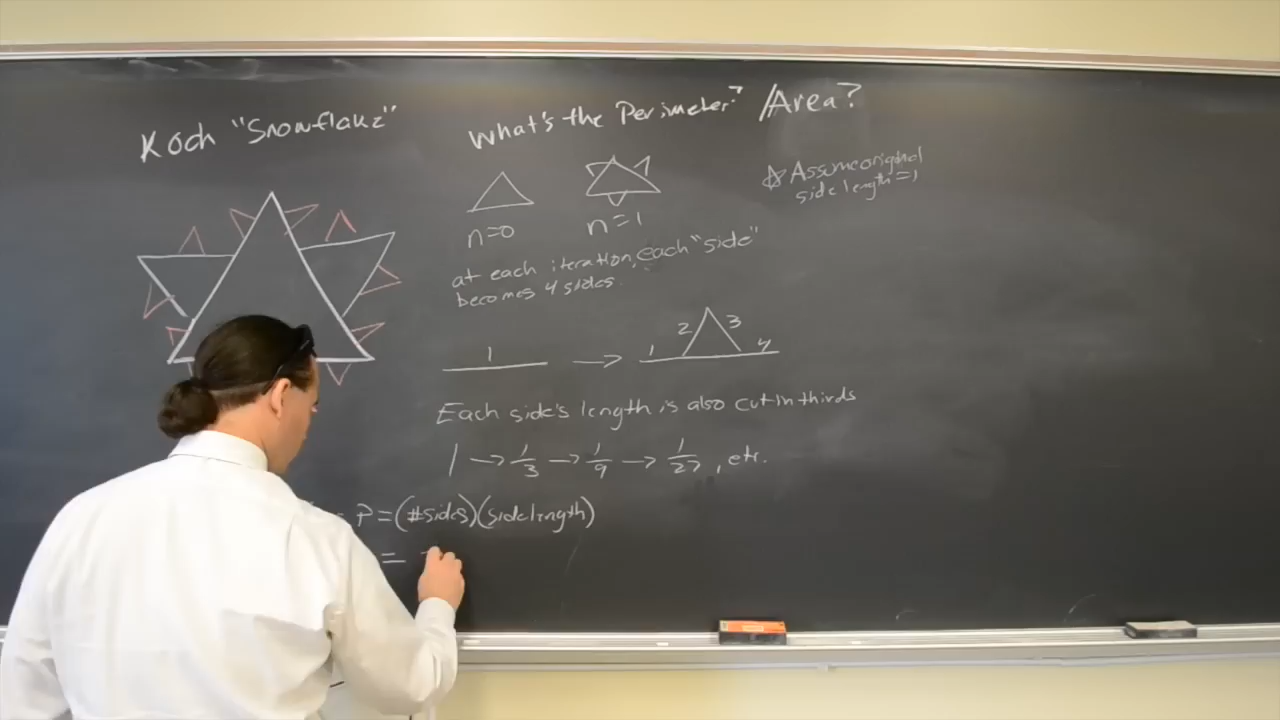 Koch "Snowflake"
What's the Perimeter? /Area?
☆ Assume original
side length=1
n=0
n=1
at each iteration, each "side"
becomes 4 sides.
1 → 1 2 3 4
Each side's length is also cut in thirds
1 → 1/3 → 1/9 → 1/27, etc.
P = (#sides)(sidelength)
=